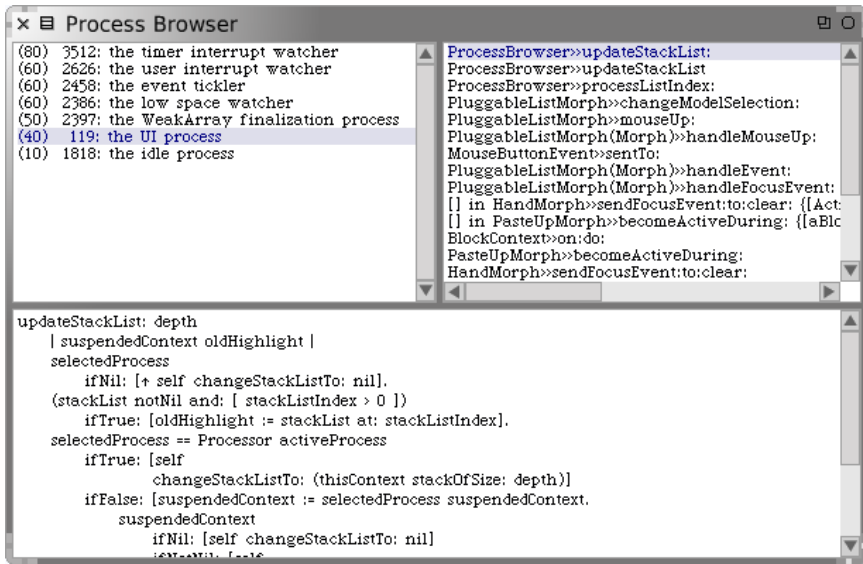 Process Browser
(80) 3512: the timer interrupt watcher
(60) 2626: the user interrupt watcher
(60) 2458: the event tickler
(60) 2386: the low space watcher
(50) 2397: the WeakArray finalization process
(40) 119: the UI process
(10) 1818: the idle process
ProcessBrowser»updateStackList:
ProcessBrowser»updateStackList
ProcessBrowser»processListIndex:
PluggableListMorph»changeModelSelection:
PluggableListMorph»mouseUp:
PluggableListMorph(Morph)»handleMouseUp:
MouseButtonEvent»sentTo:
PluggableListMorph(Morph)»handleEvent:
PluggableListMorph(Morph)»handleFocusEvent:
[] in HandMorph»sendFocusEvent:to:clear: {[Act
[] in PasteUpMorph»becomeActiveDuring: {[aBlo
BlockContext»on:do:
PasteUpMorph»becomeActiveDuring:
HandMorph»sendFocusEvent:to:clear:
updateStackList: depth
| suspendedContext oldHighlight |
selectedProcess
ifNil: [↑ self changeStackListTo: nil].
(stackList notNil and: [ stackListIndex > 0 ])
ifTrue: [oldHighlight := stackList at: stackListIndex].
selectedProcess == Processor activeProcess
ifTrue: [self
changeStackListTo: (thisContext stackOfSize: depth)]
ifFalse: [suspendedContext := selectedProcess suspendedContext.
suspendedContext
ifNil: [self changeStackListTo: nil]
ifNotNil: [self